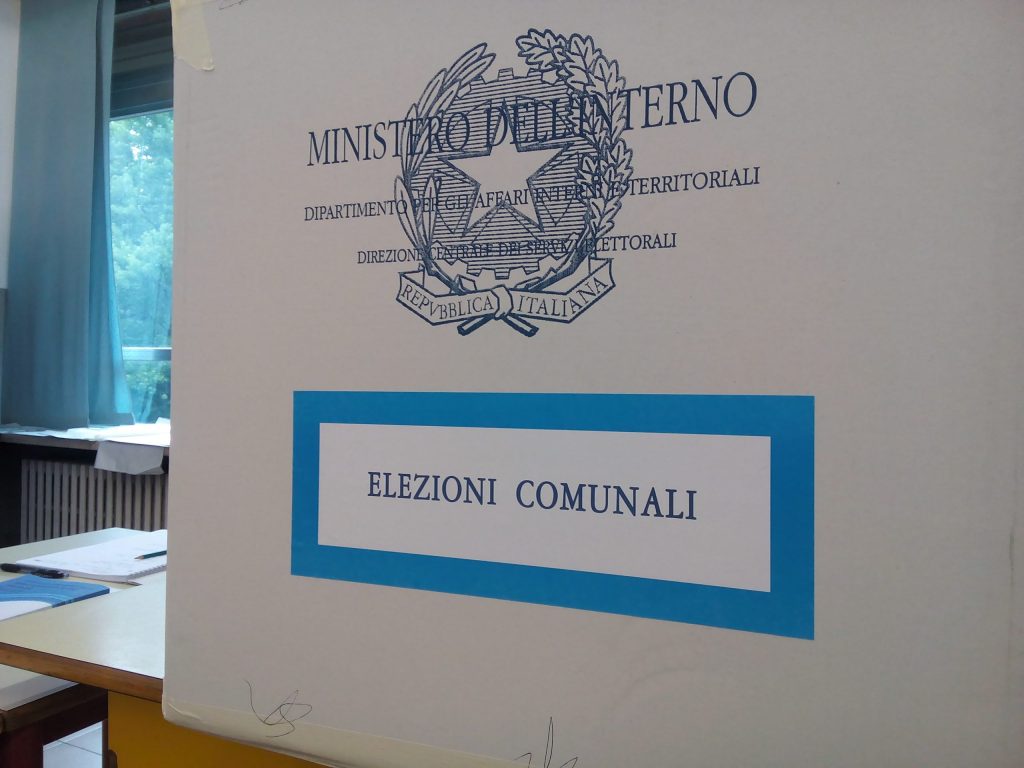 MINISTERO DELL'INTERNO
DIPARTIMENTO PER GLI AFFARI INTERNI E TERRITORIALI
DIREZIONE CENTRALE DEI SERVIZI ELETTORALI
REPVBBLICA ITALIANA
ELEZIONI COMUNALI